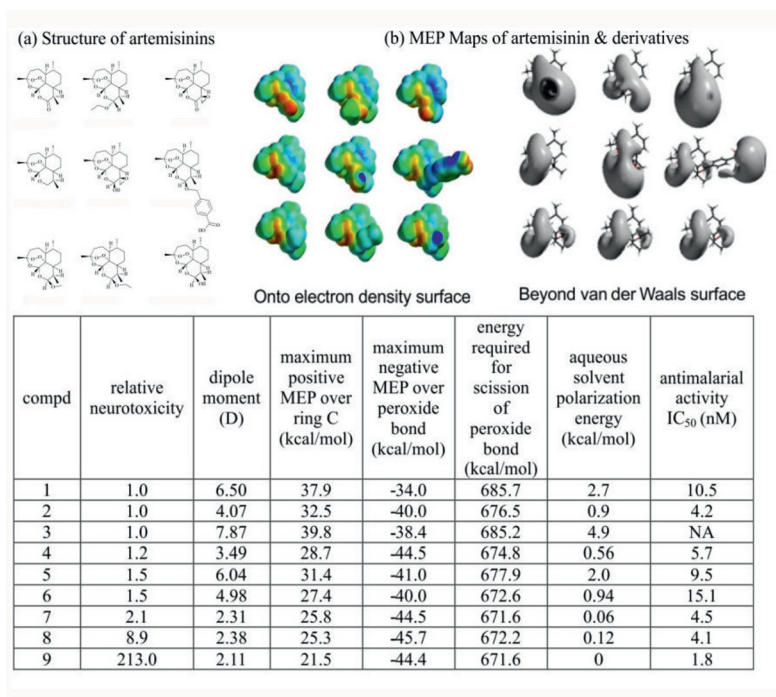 (a) Structure of artemisinins
(b) MEP Maps of artemisinin & derivatives
Onto electron density surface
Beyond van der Waals surface
compd
relative
neurotoxicity
dipole
moment
(D)
maximum
positive
MEP over
ring C
(kcal/mol)
maximum
negative
MEP over
peroxide
bond
(kcal/mol)
energy
required
for
scission
of
peroxide
bond
(kcal/mol)
aqueous
solvent
polarization
energy
(kcal/mol)
antimalarial
activity
IC50 (nM)
1 1.0 6.50 37.9 -34.0 685.7 2.7 10.5
2 1.0 4.07 32.5 -40.0 676.5 0.9 4.2
3 1.0 7.87 39.8 -38.4 685.2 4.9 NA
4 1.2 3.49 28.7 -44.5 674.8 0.56 5.7
5 1.5 6.04 31.4 -41.0 677.9 2.0 9.5
6 1.5 4.98 27.4 -40.0 672.6 0.94 15.1
7 2.1 2.31 25.8 -44.5 671.6 0.06 4.5
8 8.9 2.38 25.3 -45.7 672.2 0.12 4.1
9 213.0 2.11 21.5 -44.4 671.6 0 1.8